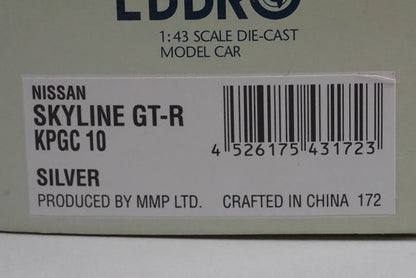 EBBRO
1:43 SCALE DIE-CAST
MODEL CAR
NISSAN
SKYLINE GT-R
KPGC 10
4 526175 431723
SILVER
PRODUCED BY MMP LTD. CRAFTED IN CHINA 172